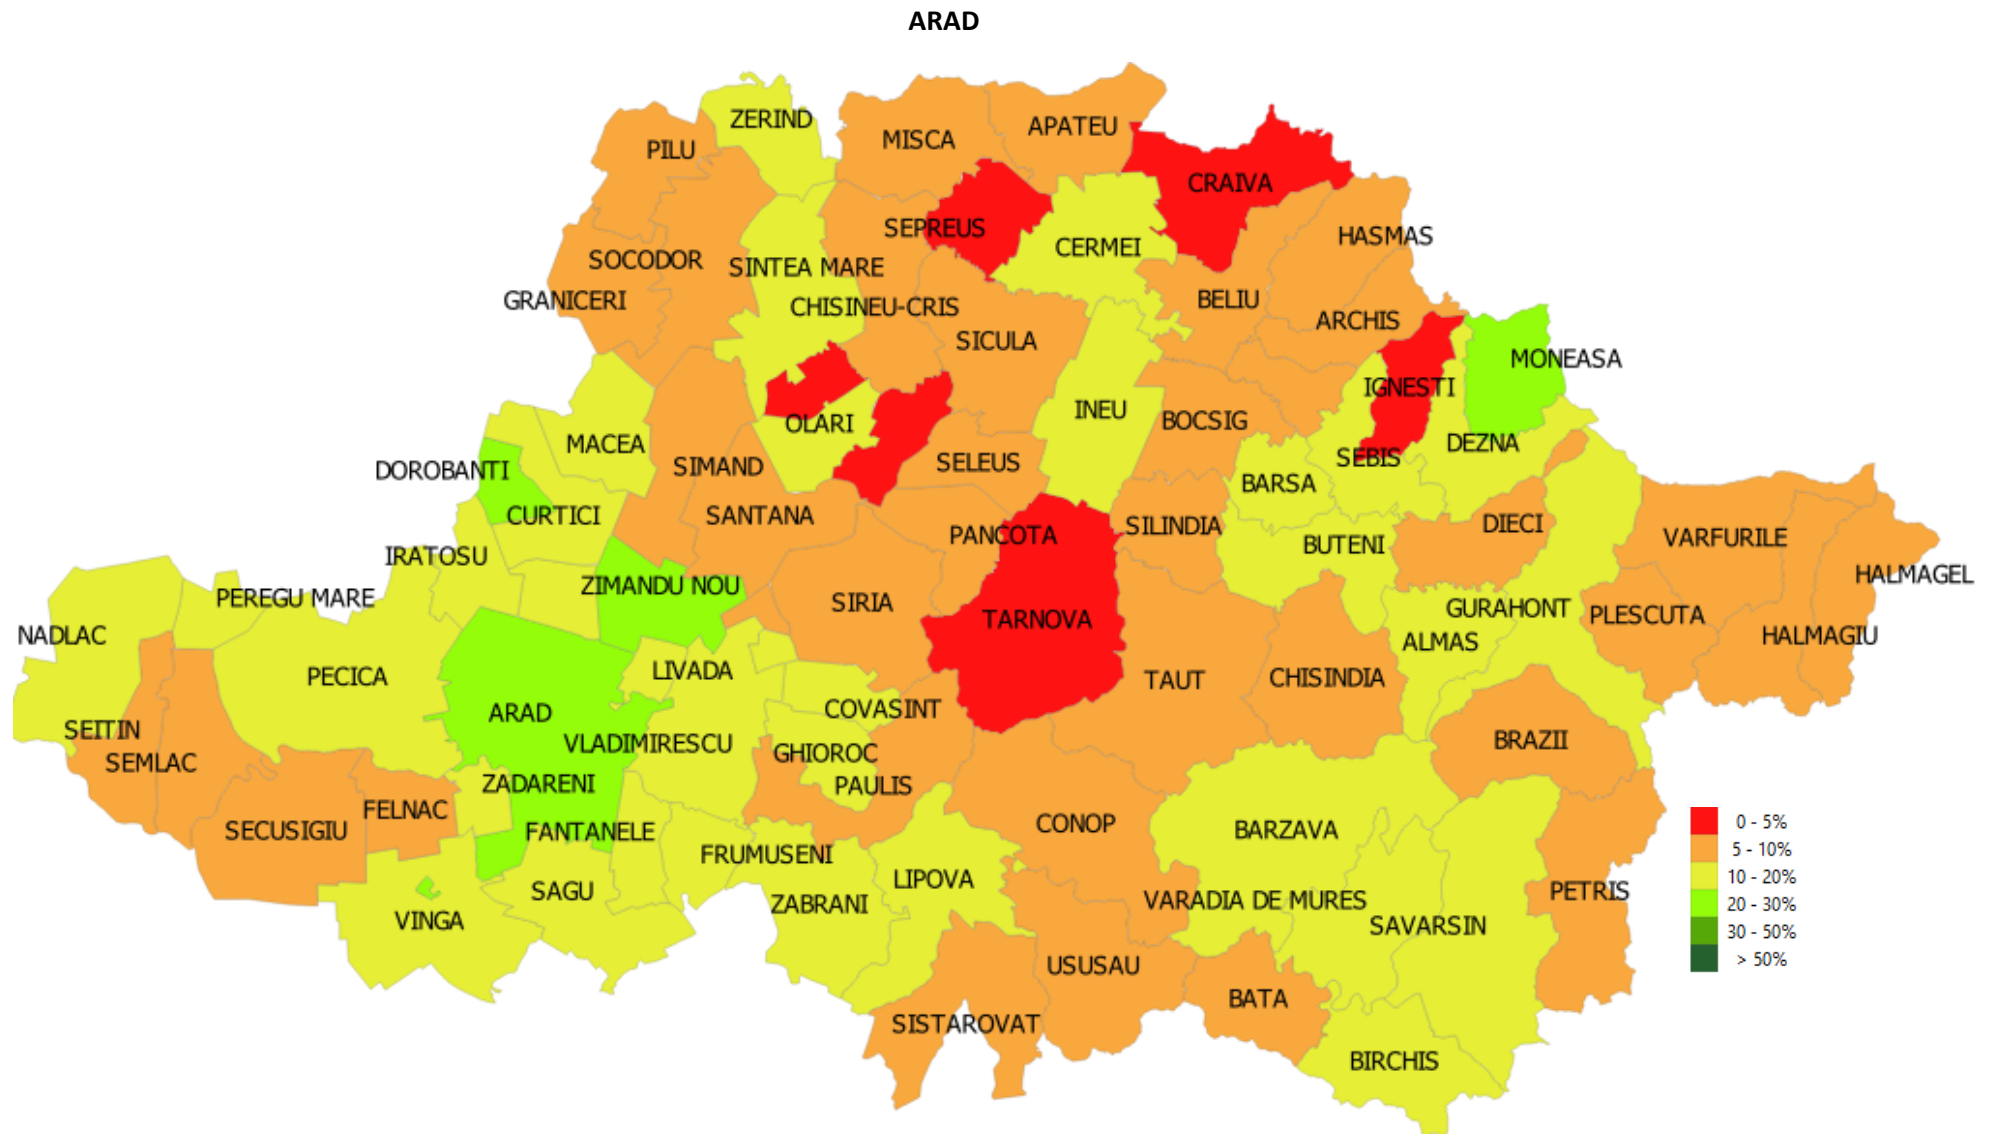 ARAD
ZERIND
APATEU
MISCA
PILU
CRAIVA
SEPREUS
HASMAS
CERMEI
SOCODOR
SINTEA MARE
GRANICERI
BELIU
CHISINEU-CRIS
ARCHIS
SICULA
MONEASA
IGNESTI
INEU
BOCSIG
OLARI
MACEA
DEZNA
SEBIS
SELEUS
SIMAND
DOROBANTI
BARSA
CURTICI
SANTANA
SILINDIA
DIECI
PANCOTA
VARFURILE
BUTENI
IRATOSU
HALMAGEL
ZIMANDU NOU
PEREGU MARE
SIRIA
GURAHONT
PLESCUTA
TARNOVA
NADLAC
HALMAGIU
ALMAS
LIVADA
PECICA
CHISINDIA
TAUT
COVASINT
ARAD
SEITIN
BRAZII
VLADIMIRESCU
GHIOROC
SEMLAC
ZADARENI
PAULIS
FELNAC
0 - 5%
CONOP
BARZAVA
SECUSIGIU
FANTANELE
5 - 10%
FRUMUSENI
10 - 20%
LIPOVA
SAGU
PETRIS
VARADIA DE MURES
ZABRANI
20 - 30%
VINGA
SAVARSIN
30 - 50%
> 50%
USUSAU
BATA
SISTAROVAT
BIRCHIS